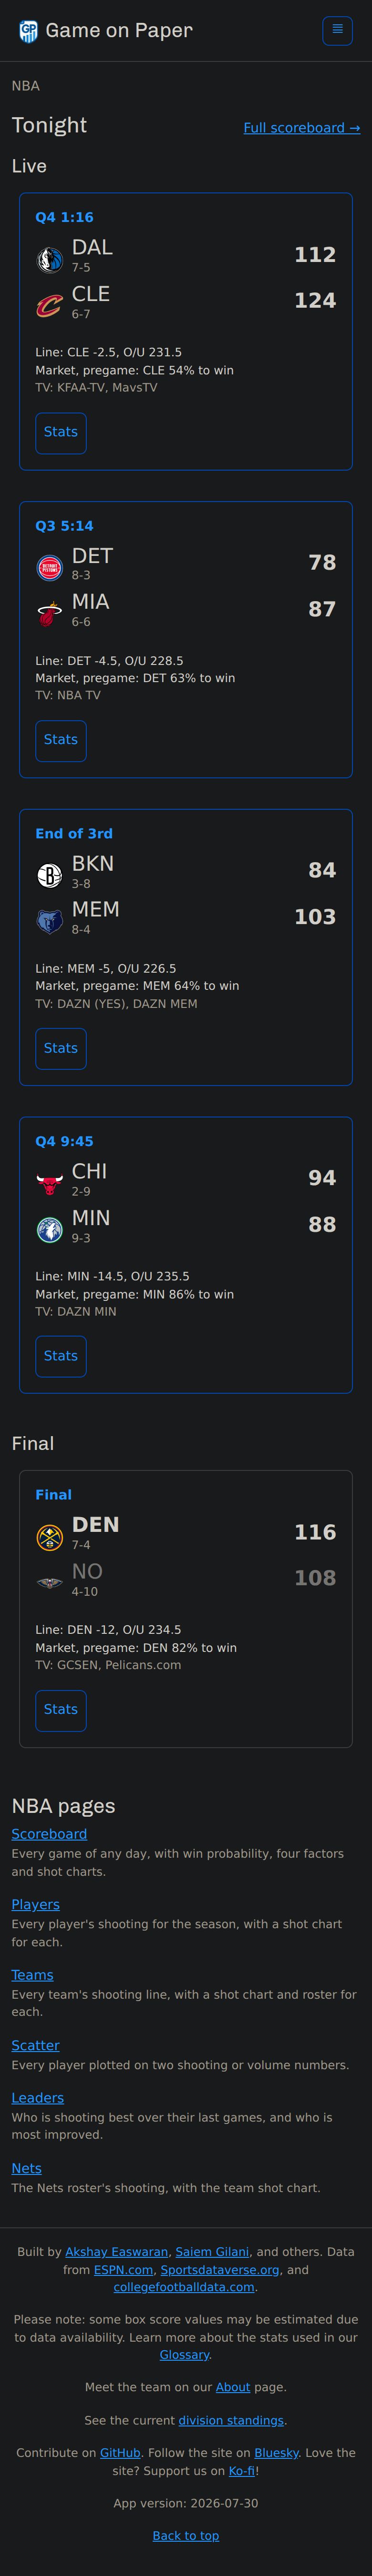 GP Game on Paper
NBA
Tonight
Full scoreboard →
Live
Q4 1:16
DAL 112
7-5
CLE 124
6-7
Line: CLE -2.5, O/U 231.5
Market, pregame: CLE 54% to win
TV: KFAA-TV, MavsTV
Stats
Q3 5:14
DET 78
8-3
MIA 87
6-6
Line: DET -4.5, O/U 228.5
Market, pregame: DET 63% to win
TV: NBA TV
Stats
End of 3rd
BKN 84
3-8
MEM 103
8-4
Line: MEM -5, O/U 226.5
Market, pregame: MEM 64% to win
TV: DAZN (YES), DAZN MEM
Stats
Q4 9:45
CHI 94
2-9
MIN 88
9-3
Line: MIN -14.5, O/U 235.5
Market, pregame: MIN 86% to win
TV: DAZN MIN
Stats
Final
Final
DEN 116
7-4
NO 108
4-10
Line: DEN -12, O/U 234.5
Market, pregame: DEN 82% to win
TV: GCSEN, Pelicans.com
Stats
NBA pages
Scoreboard
Every game of any day, with win probability, four factors
and shot charts.
Players
Every player's shooting for the season, with a shot chart
for each.
Teams
Every team's shooting line, with a shot chart and roster for
each.
Scatter
Every player plotted on two shooting or volume numbers.
Leaders
Who is shooting best over their last games, and who is
most improved.
Nets
The Nets roster's shooting, with the team shot chart.
Built by Akshay Easwaran, Saiem Gilani, and others. Data
from ESPN.com, Sportsdataverse.org, and
collegefootballdata.com.
Please note: some box score values may be estimated due
to data availability. Learn more about the stats used in our
Glossary.
Meet the team on our About page.
See the current division standings.
Contribute on GitHub. Follow the site on Bluesky. Love the
site? Support us on Ko-fi!
App version: 2026-07-30
Back to top